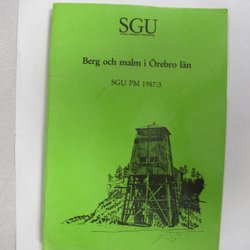 SGU
Berg och malm i Örebro län
SGU PM 1987:3